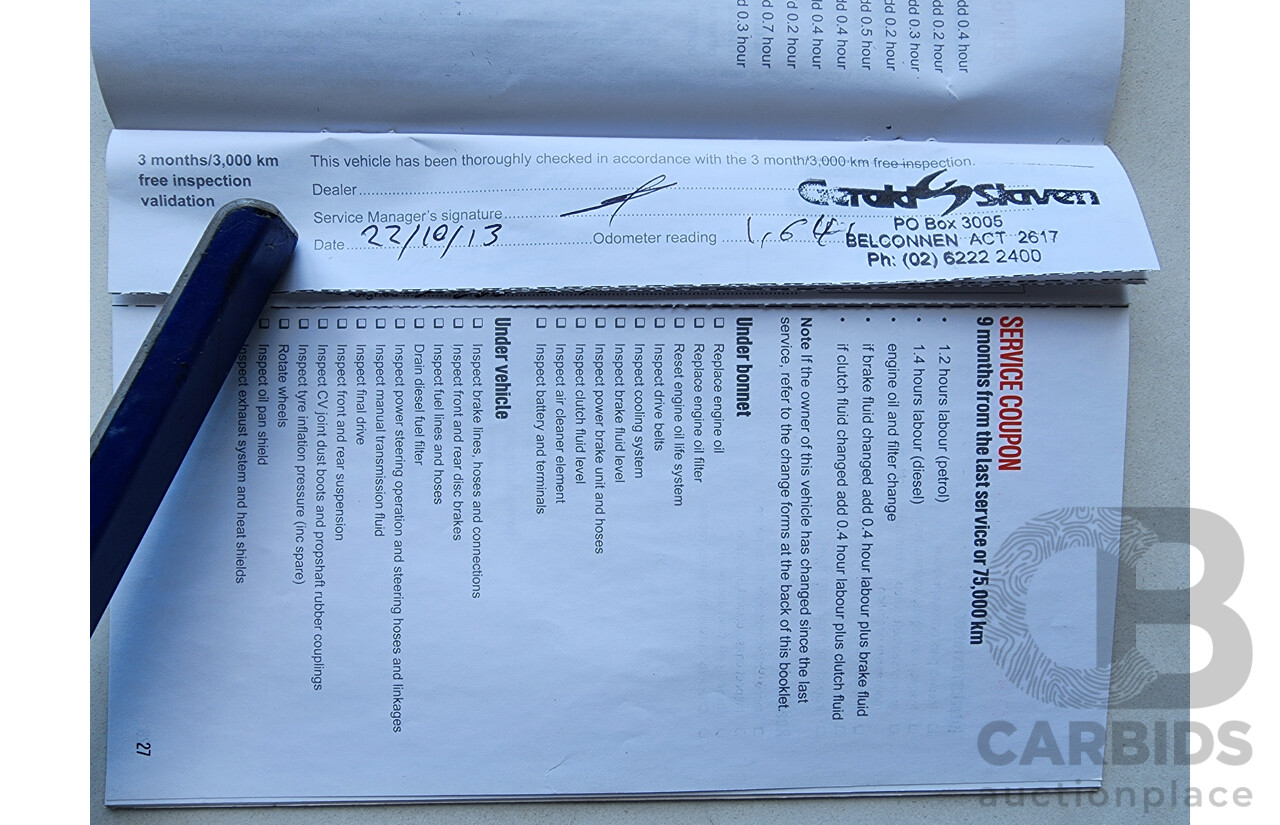 dd 0.4 hour
dd 0.2 hour
dd 0.3 hour
dd 0.2 hour
dd 0.5 hour
dd 0.4 hour
dd 0.4 hour
d 0.2 hour
d 0.7 hour
d 0.3 hour
3 months/3,000 km
free inspection
validation
This vehicle has been thoroughly checked in accordance with the 3 month/3,000 km free inspection.
Dealer
Gerald Slaven
Service Manager's signature
PO Box 3005
Date 22/10/13 Odometer reading 1,64
BELCONNEN ACT 2617
Ph: (02) 6222 2400
SERVICE COUPON
9 months from the last service or 75,000 km
• 1.2 hours labour (petrol)
• 1.4 hours labour (diesel)
engine oil and filter change
• if brake fluid changed add 0.4 hour labour plus brake fluid
• if clutch fluid changed add 0.4 hour labour plus clutch fluid
Note If the owner of this vehicle has changed since the last
service, refer to the change forms at the back of this booklet.
Under bonnet
❑ Replace engine oil
❑ Replace engine oil filter
❑ Reset engine oil life system
❑ Inspect drive belts
❑ Inspect cooling system
❑ Inspect brake fluid level
❑ Inspect power brake unit and hoses
❑ Inspect clutch fluid level
❑ Inspect air cleaner element
❑ Inspect battery and terminals
Under vehicle
❑ Inspect brake lines, hoses and connections
❑ Inspect front and rear disc brakes
❑ Inspect fuel lines and hoses
❑ Drain diesel fuel filter
❑ Inspect power steering operation and steering hoses and linkages
❑ Inspect manual transmission fluid
❑ Inspect final drive
❑ Inspect front and rear suspension
❑ Inspect CV joint dust boots and propshaft rubber couplings
❑ Inspect tyre inflation pressure (inc spare)
❑ Rotate wheels
❑ Inspect oil pan shield
Inspect exhaust system and heat shields
27
CARBIDS
auctionplace